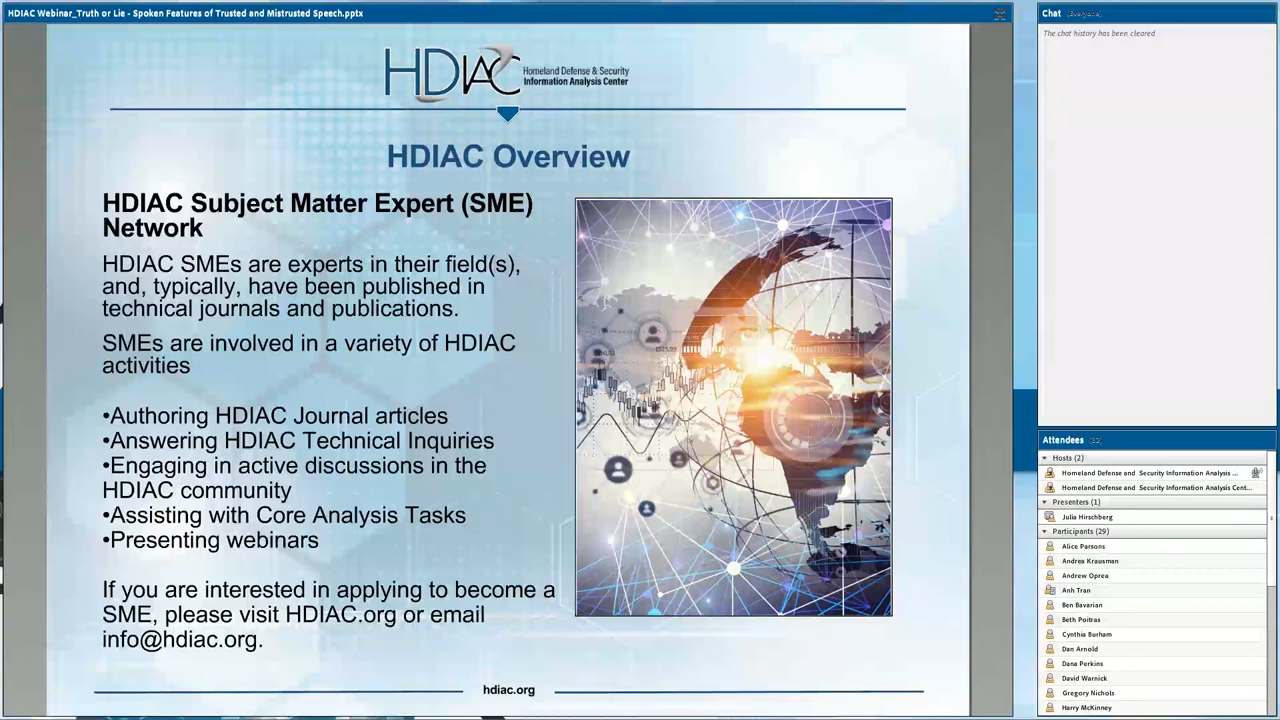 HDIAC Webinar_Truth or Lie - Spoken Features of Trusted and Mistrusted Speech.pptx
HDIAC
Homeland Defense & Security
Information Analysis Center
HDIAC Overview
HDIAC Subject Matter Expert (SME)
Network
HDIAC SMEs are experts in their field(s),
and, typically, have been published in
technical journals and publications.
SMEs are involved in a variety of HDIAC
activities
•Authoring HDIAC Journal articles
•Answering HDIAC Technical Inquiries
•Engaging in active discussions in the
HDIAC community
•Assisting with Core Analysis Tasks
•Presenting webinars
If you are interested in applying to become a
SME, please visit HDIAC.org or email
info@hdiac.org.
hdiac.org
Chat (Everyone)
The chat history has been cleared
Attendees (32)
Hosts (2)
Homeland Defense and Security Information Analysis ...
Homeland Defense and Security Information Analysis Cent...
Presenters (1)
Julia Hirschberg
Participants (29)
Alice Parsons
Andrea Krausman
Andrew Oprea
Anh Tran
Ben Bavarian
Beth Poitras
Cynthia Burham
Dan Arnold
Dana Perkins
David Warnick
Gregory Nichols
Harry McKinney